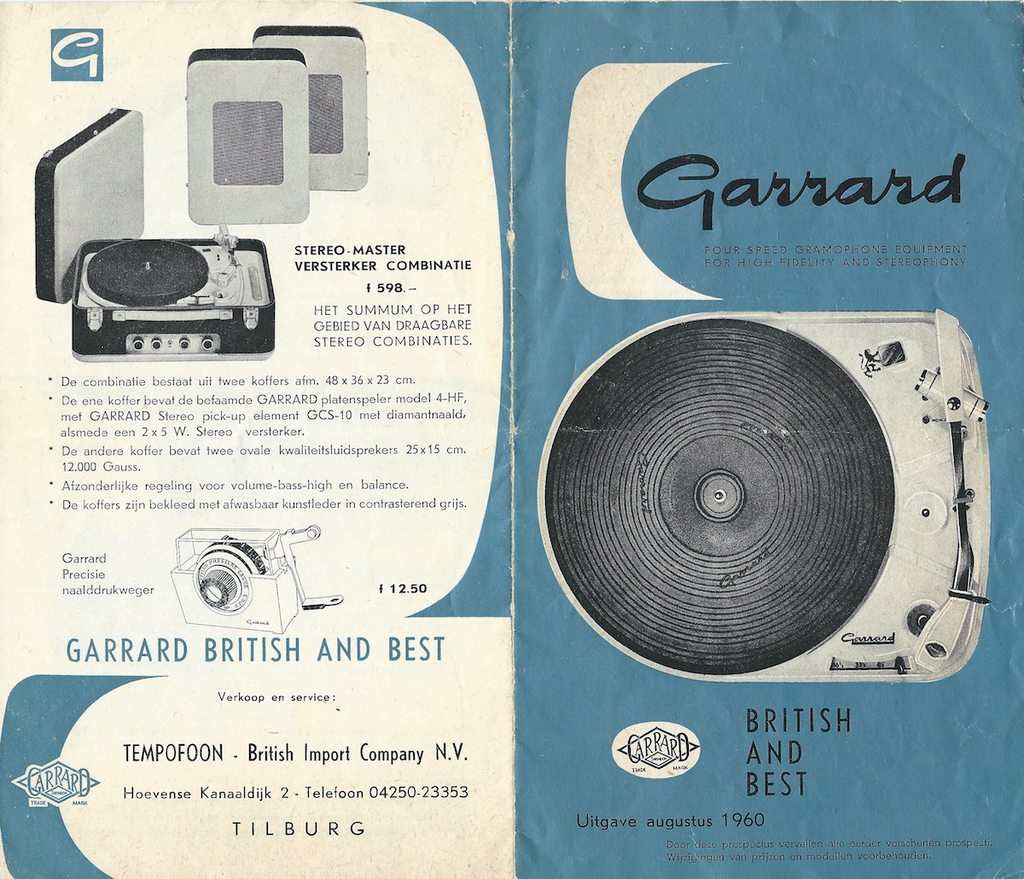 G
STEREO-MASTER
VERSTERKER COMBINATIE
f 598.-
HET SUMMUM OP HET
GEBIED VAN DRAAGBARE
STEREO COMBINATIES.
* De combinatie bestaat uit twee koffers afm. 48 x 36 x 23 cm.
* De ene koffer bevat de befaamde GARRARD platenspeler model 4-HF,
met GARRARD Stereo pick-up element GCS-10 met diamantnaald,
alsmede een 2 x 5 W. Stereo versterker.
* De andere koffer bevat twee ovale kwaliteitsluidsprekers 25 x 15 cm.
12.000 Gauss.
* Afzonderlijke regeling voor volume-bass-high en balance.
* De koffers zijn bekleed met afwasbaar kunstleder in contrasterend grijs.
Garrard
Precisie
naalddrukweger
PRESSURE
Garrard
f 12.50
GARRARD BRITISH AND BEST
Verkoop en service:
TEMPOFOON - British Import Company N.V.
Hoevense Kanaaldijk 2 - Telefoon 04250-23353
TILBURG
GARRARD
SWINDON
TRADE MARK
Garrard
FOUR SPEED GRAMOPHONE EQUIPMENT
FOR HIGH FIDELITY AND STEREOPHONY
Garrard
Garrard
Garrard
Garrard
GARRARD
SWINDON
TRADE MARK
BRITISH
AND
BEST
Uitgave augustus 1960
Door deze prospectus vervallen alle eerder verschenen prospecti.
Wijzigingen van prijzen en modellen voorbehouden.